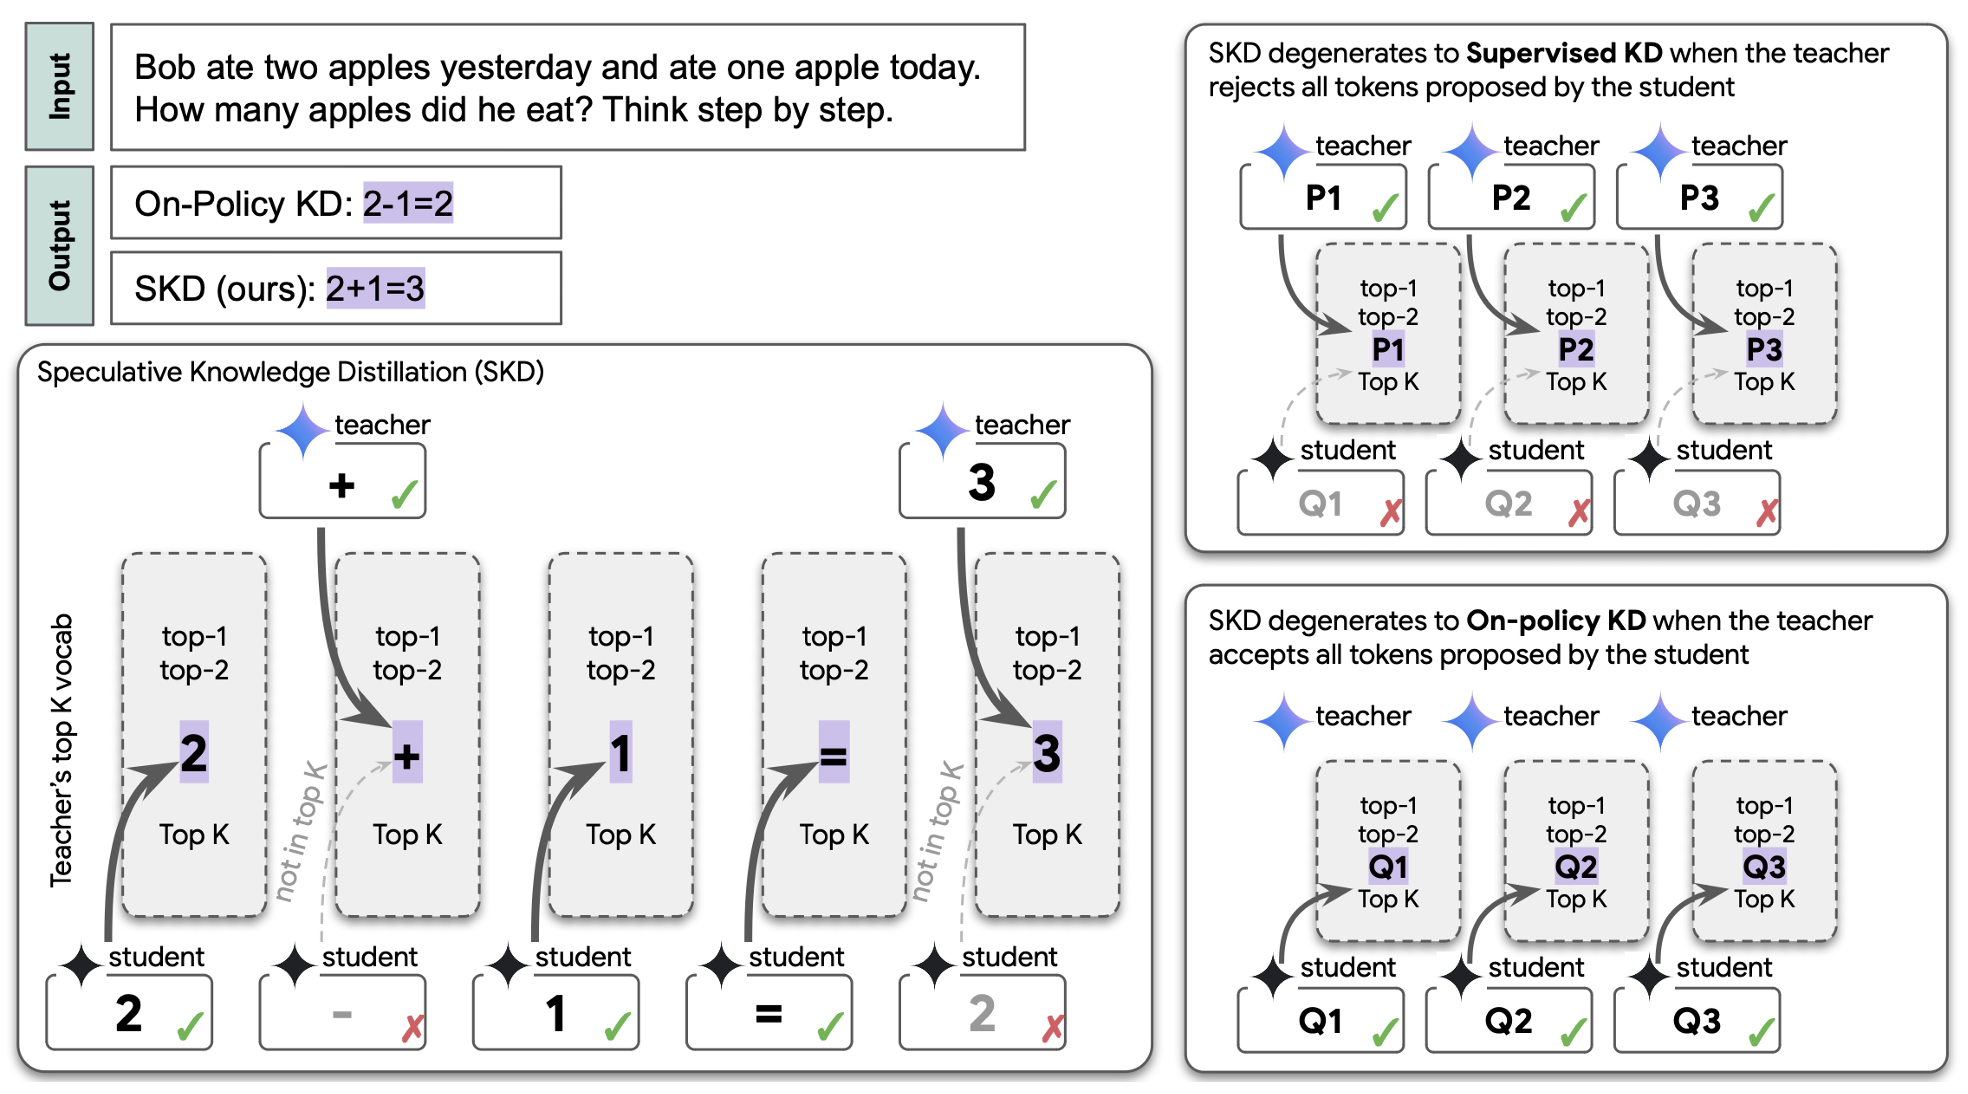 Input
Bob ate two apples yesterday and ate one apple today.
How many apples did he eat? Think step by step.
Output
On-Policy KD: 2-1=2
SKD (ours): 2+1=3
Speculative Knowledge Distillation (SKD)
teacher
teacher
+ ✓
3 ✓
Teacher's top K vocab
top-1
top-2
2
Top K
not in top K
top-1
top-2
+
Top K
top-1
top-2
1
Top K
top-1
top-2
=
Top K
not in top K
top-1
top-2
3
Top K
student
student
student
student
student
2 ✓
- ✗
1 ✓
= ✓
2 ✗
SKD degenerates to Supervised KD when the teacher
rejects all tokens proposed by the student
teacher
teacher
teacher
P1 ✓
P2 ✓
P3 ✓
top-1
top-2
P1
Top K
top-1
top-2
P2
Top K
top-1
top-2
P3
Top K
student
student
student
Q1 ✗
Q2 ✗
Q3 ✗
SKD degenerates to On-policy KD when the teacher
accepts all tokens proposed by the student
teacher
teacher
teacher
top-1
top-2
Q1
Top K
top-1
top-2
Q2
Top K
top-1
top-2
Q3
Top K
student
student
student
Q1 ✓
Q2 ✓
Q3 ✓